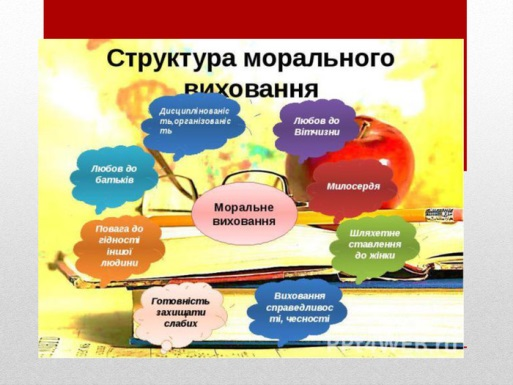 Структура морального
виховання
Дисциплінованіс
ть,організованіс
ть
Любов до
Вітчизни
Любов до
батьків
Милосердя
Моральне
виховання
Повага до
гідності
іншої
людини
Шляхетне
ставлення
до жінки
Готовність
захищати
слабих
Виховання
справедливос
ті, чесності